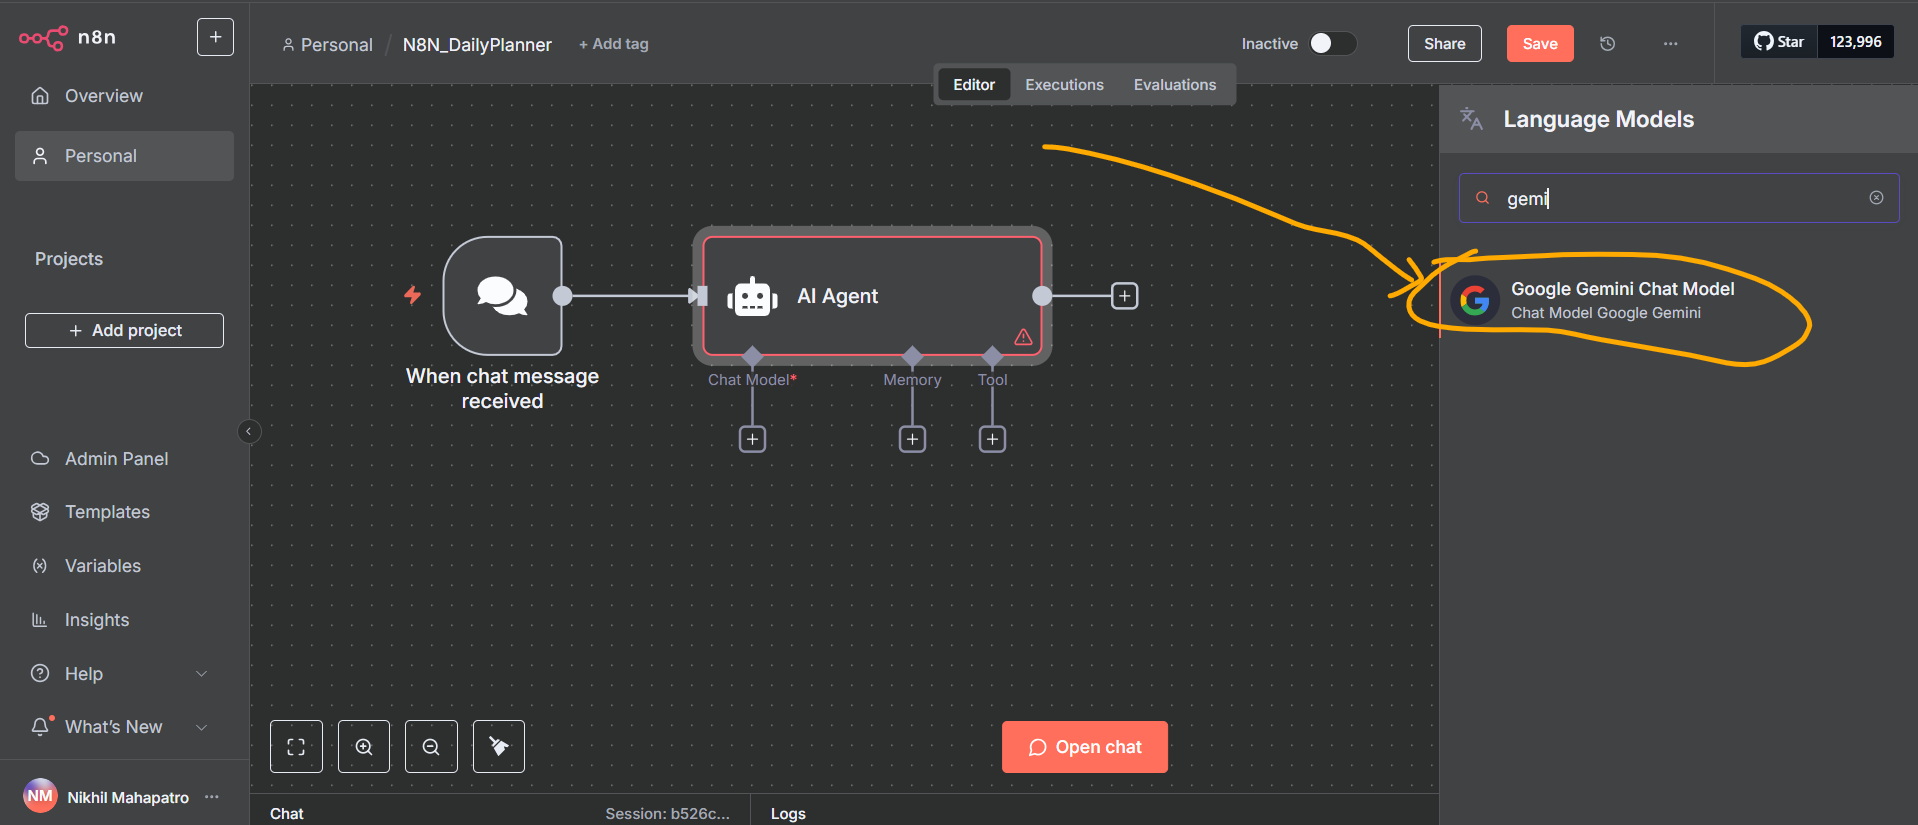 n8n
+
Overview
Personal
Projects
+ Add project
Admin Panel
Templates
Variables
Insights
Help
What's New
NM
Nikhil Mahapatro
...
Personal / N8N_DailyPlanner + Add tag
Inactive
Share
Save
...
Star 123,996
Editor Executions Evaluations
When chat message
received
AI Agent
+
Chat Model* Memory Tool
+ + +
Open chat
Chat Session: b526c... Logs
Language Models
gemi
Google Gemini Chat Model
Chat Model Google Gemini